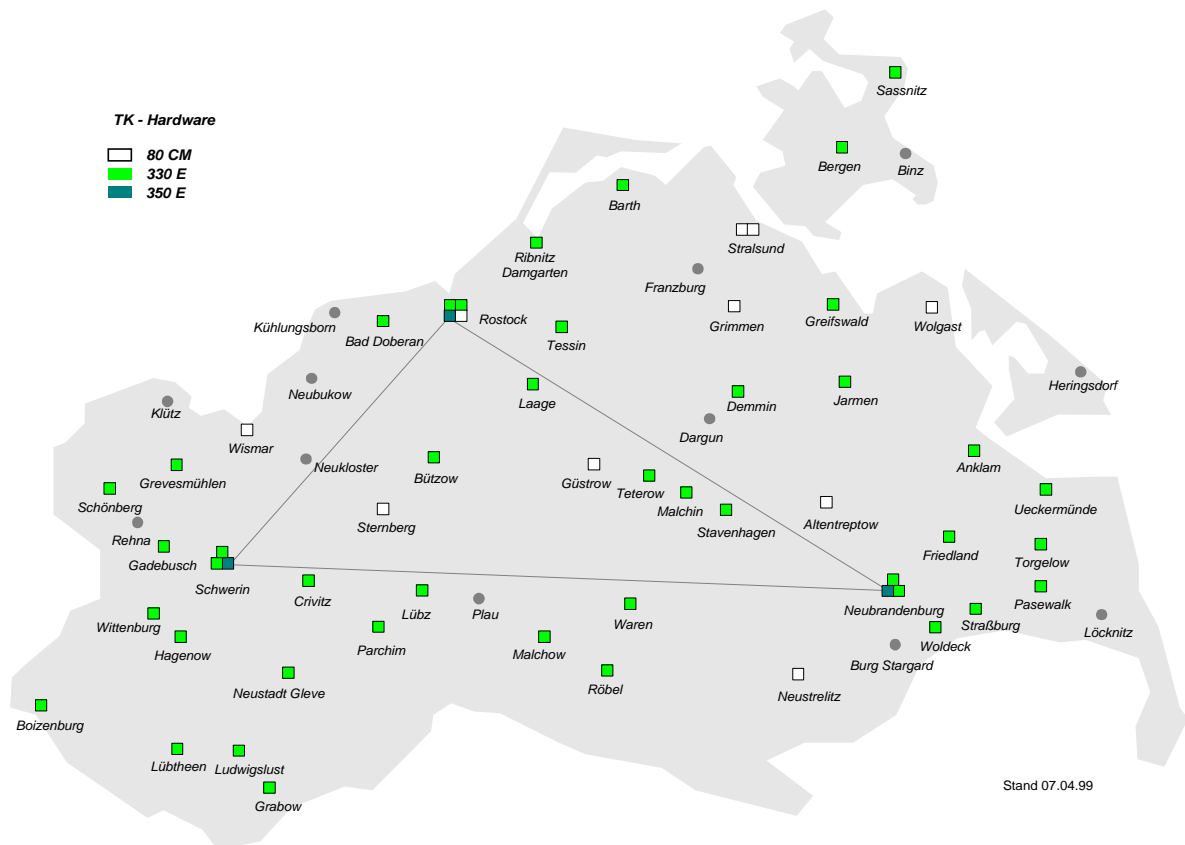 TK - Hardware
80 CM
330 E
350 E
Sassnitz
Bergen
Binz
Barth
Stralsund
Ribnitz
Damgarten
Franzburg
Kühlungsborn
Bad Doberan
Rostock
Tessin
Grimmen
Greifswald
Wolgast
Heringsdorf
Neubukow
Laage
Demmin
Jarmen
Klütz
Wismar
Dargun
Neukloster
Bützow
Güstrow
Teterow
Malchin
Stavenhagen
Altentreptow
Anklam
Ueckermünde
Grevesmühlen
Schönberg
Sternberg
Rehna
Gadebusch
Friedland
Torgelow
Schwerin
Crivitz
Lübz
Plau
Waren
Neubrandenburg
Pasewalk
Straßburg
Löcknitz
Wittenburg
Hagenow
Parchim
Malchow
Woldeck
Burg Stargard
Neustadt Gleve
Röbel
Neustrelitz
Boizenburg
Lübtheen
Ludwigslust
Grabow
Stand 07.04.99